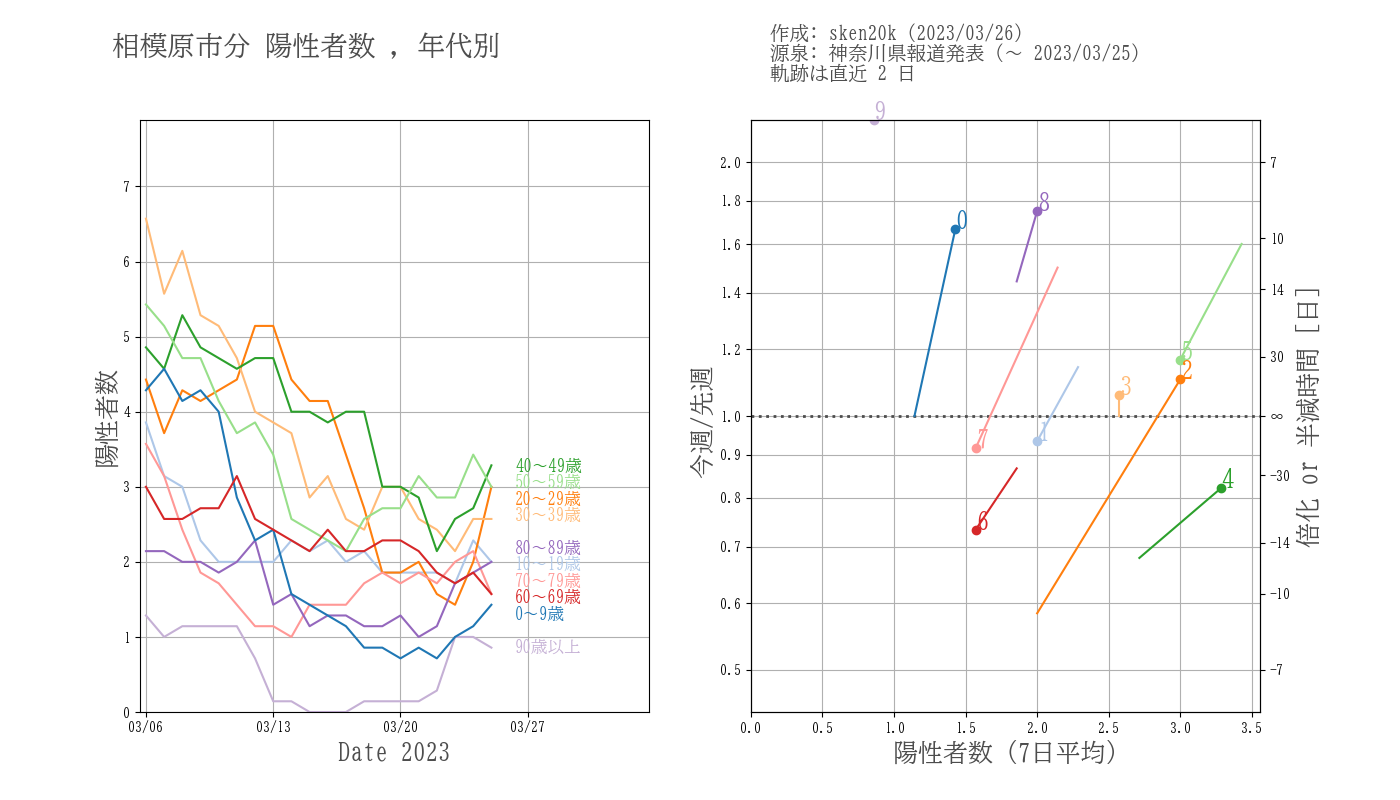 相模原市分 陽性者数 , 年代別
作成: sken20k (2023/03/26)
源泉: 神奈川県報道発表 (〜 2023/03/25)
軌跡は直近 2 日
陽性者数
7
6
5
4
3
2
1
0
03/06
03/13
03/20
03/27
Date 2023
40〜49歳
50〜59歳
20〜29歳
30〜39歳
80〜89歳
10〜19歳
70〜79歳
60〜69歳
0〜9歳
90歳以上
今週/先週
2.0
1.8
1.6
1.4
1.2
1.0
0.9
0.8
0.7
0.6
0.5
9
0
8
5
2
3
1
7
4
6
0.0
0.5
1.0
1.5
2.0
2.5
3.0
3.5
陽性者数 (7日平均)
7
10
14
30
∞
−30
−14
−10
−7
倍化 or 半減時間 [日]